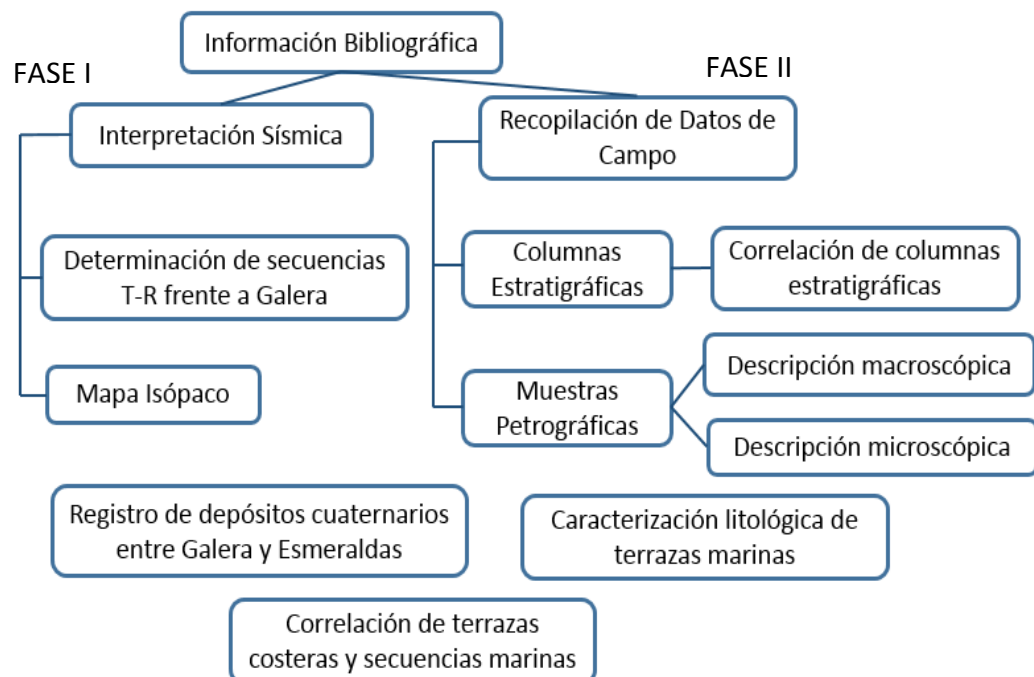 Información Bibliográfica
FASE I
FASE II
Interpretación Sísmica
Determinación de secuencias
T-R frente a Galera
Mapa Isópaco
Recopilación de Datos de
Campo
Columnas
Estratigráficas
Correlación de columnas
estratigráficas
Muestras
Petrográficas
Descripción macroscópica
Descripción microscópica
Registro de depósitos cuaternarios
entre Galera y Esmeraldas
Caracterización litológica de
terrazas marinas
Correlación de terrazas
costeras y secuencias marinas